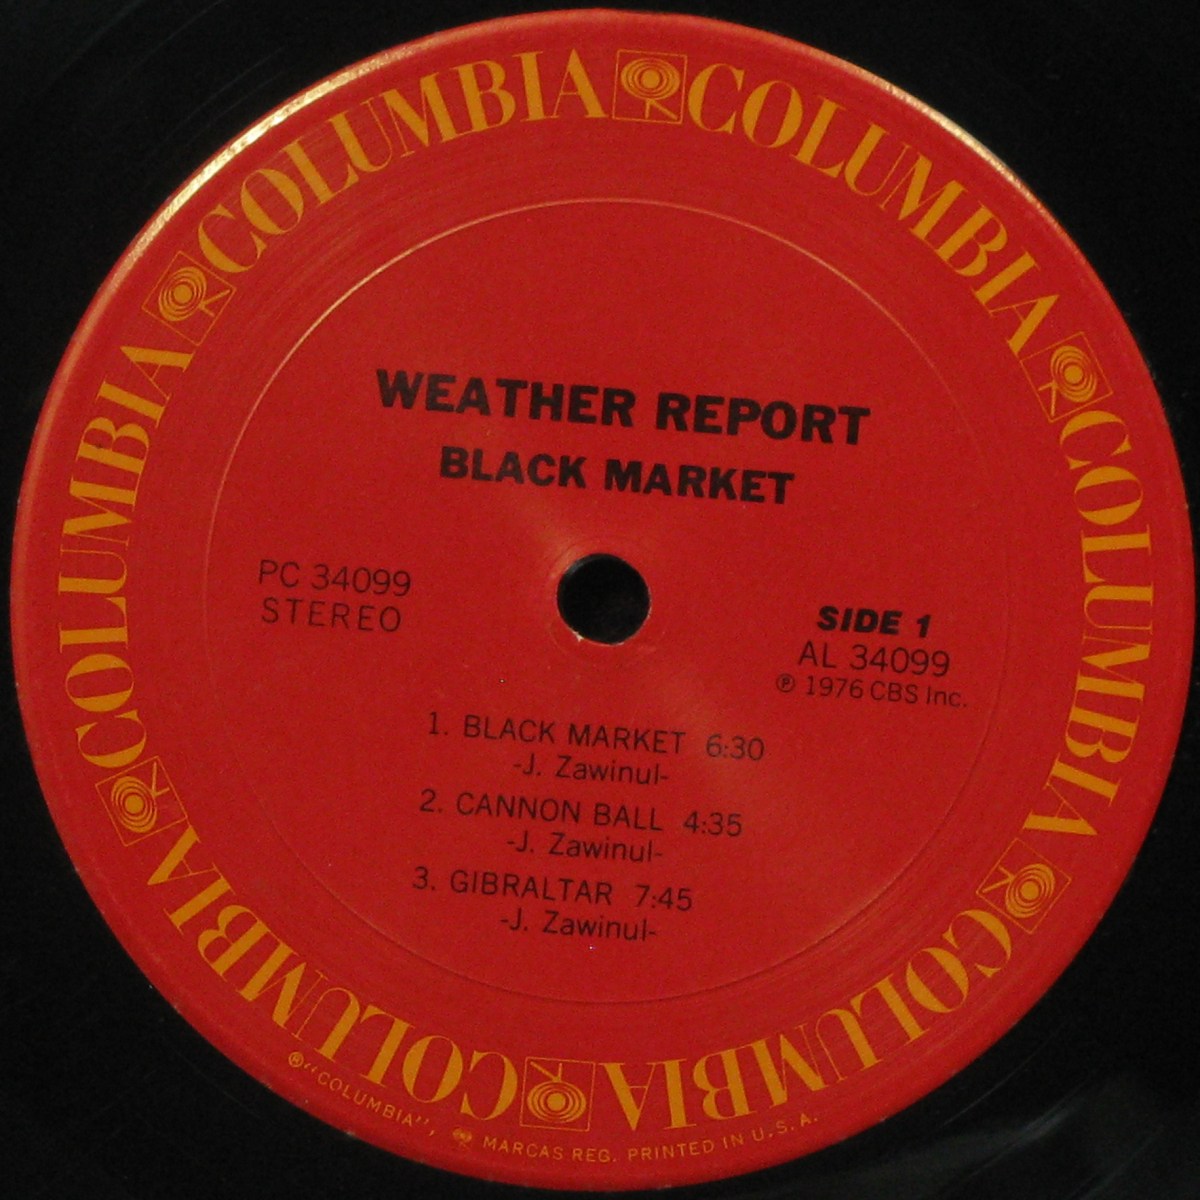 COLUMBIA COLUMBIA COLUMBIA COLUMBIA COLUMBIA COLUMBIA COLUMBIA
WEATHER REPORT
BLACK MARKET
PC 34099
STEREO
SIDE 1
AL 34099
℗ 1976 CBS Inc.
1. BLACK MARKET 6:30
-J. Zawinul-
2. CANNON BALL 4:35
-J. Zawinul-
3. GIBRALTAR 7:45
-J. Zawinul-
® "COLUMBIA", MARCAS REG. PRINTED IN U.S.A.